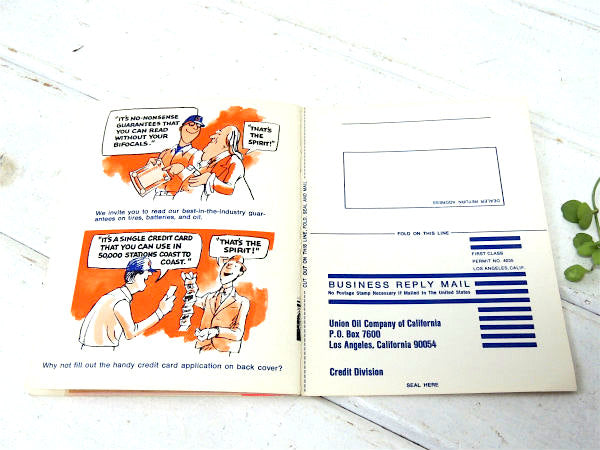 "IT'S NO-NONSENSE
GUARANTEES THAT
YOU CAN READ
WITHOUT YOUR
BIFOCALS."
"THAT'S
THE
SPIRIT!"
We invite you to read our best-in-the-industry guar-
antees on tires, batteries, and oil.
"IT'S A SINGLE CREDIT CARD
THAT YOU CAN USE IN
50,000 STATIONS COAST TO
COAST."
"THAT'S THE
SPIRIT!"
Why not fill out the handy credit card application on back cover?
CUT OUT ON THIS LINE, FOLD, SEAL AND MAIL
DEALER RETURN ADDRESS
FOLD ON THIS LINE
FIRST CLASS
PERMIT NO. 4035
LOS ANGELES, CALIF.
BUSINESS REPLY MAIL
No Postage Stamp Necessary if Mailed in The United States
Union Oil Company of California
P.O. Box 7600
Los Angeles, California 90054
Credit Division
SEAL HERE